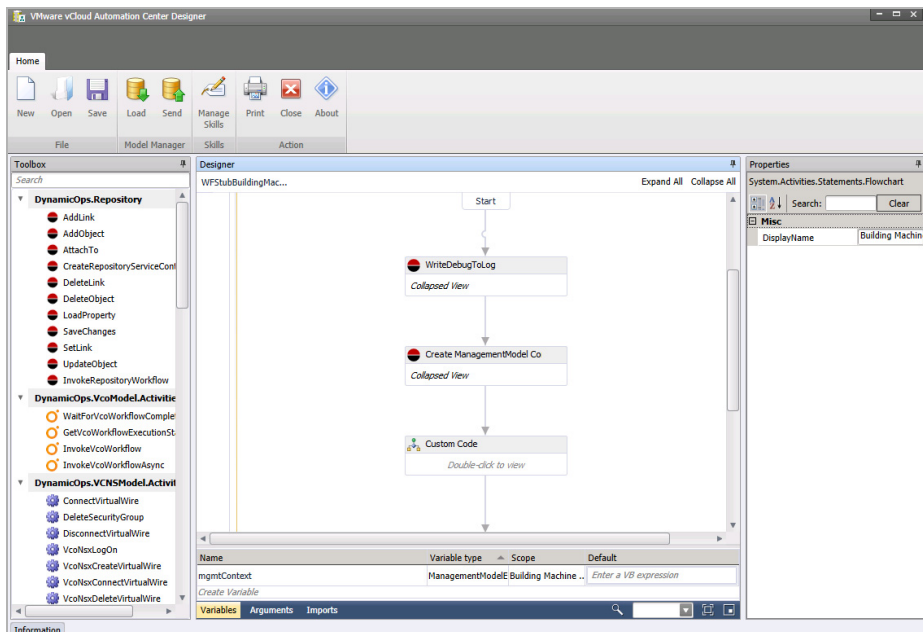 VMware vCloud Automation Center Designer
Home
New Open Save Load Send Manage Skills Print Close About
File Model Manager Skills Action
Toolbox
Search
DynamicOps.Repository
AddLink
AddObject
AttachTo
CreateRepositoryServiceCont
DeleteLink
DeleteObject
LoadProperty
SaveChanges
SetLink
UpdateObject
InvokeRepositoryWorkflow
DynamicOps.VcoModel.Activitie
WaitForVcoWorkflowComple
GetVcoWorkflowExecutionSt
InvokeVcoWorkflow
InvokeVcoWorkflowAsync
DynamicOps.VCNSModel.Activit
ConnectVirtualWire
DeleteSecurityGroup
DisconnectVirtualWire
VcoNsxLogOn
VcoNsxCreateVirtualWire
VcoNsxConnectVirtualWire
VcoNsxDeleteVirtualWire
Designer
WFStubBuildingMac... Expand All Collapse All
Start
WriteDebugToLog
Collapsed View
Create ManagementModel Co
Collapsed View
Custom Code
Double-click to view
Name Variable type Scope Default
mgmtContext ManagementModelE Building Machine .. Enter a VB expression
Create Variable
Variables Arguments Imports
Properties
System.Activities.Statements.Flowchart
Search: Clear
Misc
DisplayName Building Machin
Information